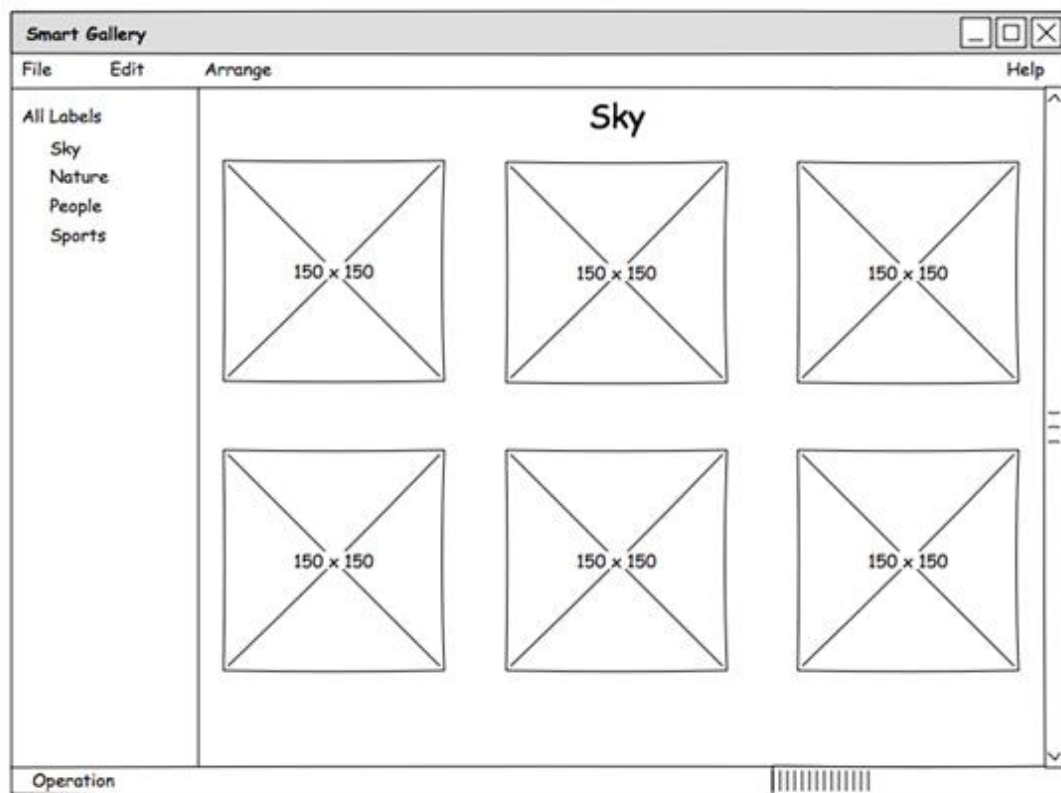 Smart Gallery
File Edit Arrange Help
All Labels
Sky
Nature
People
Sports
Sky
150 x 150 150 x 150 150 x 150
150 x 150 150 x 150 150 x 150
Operation